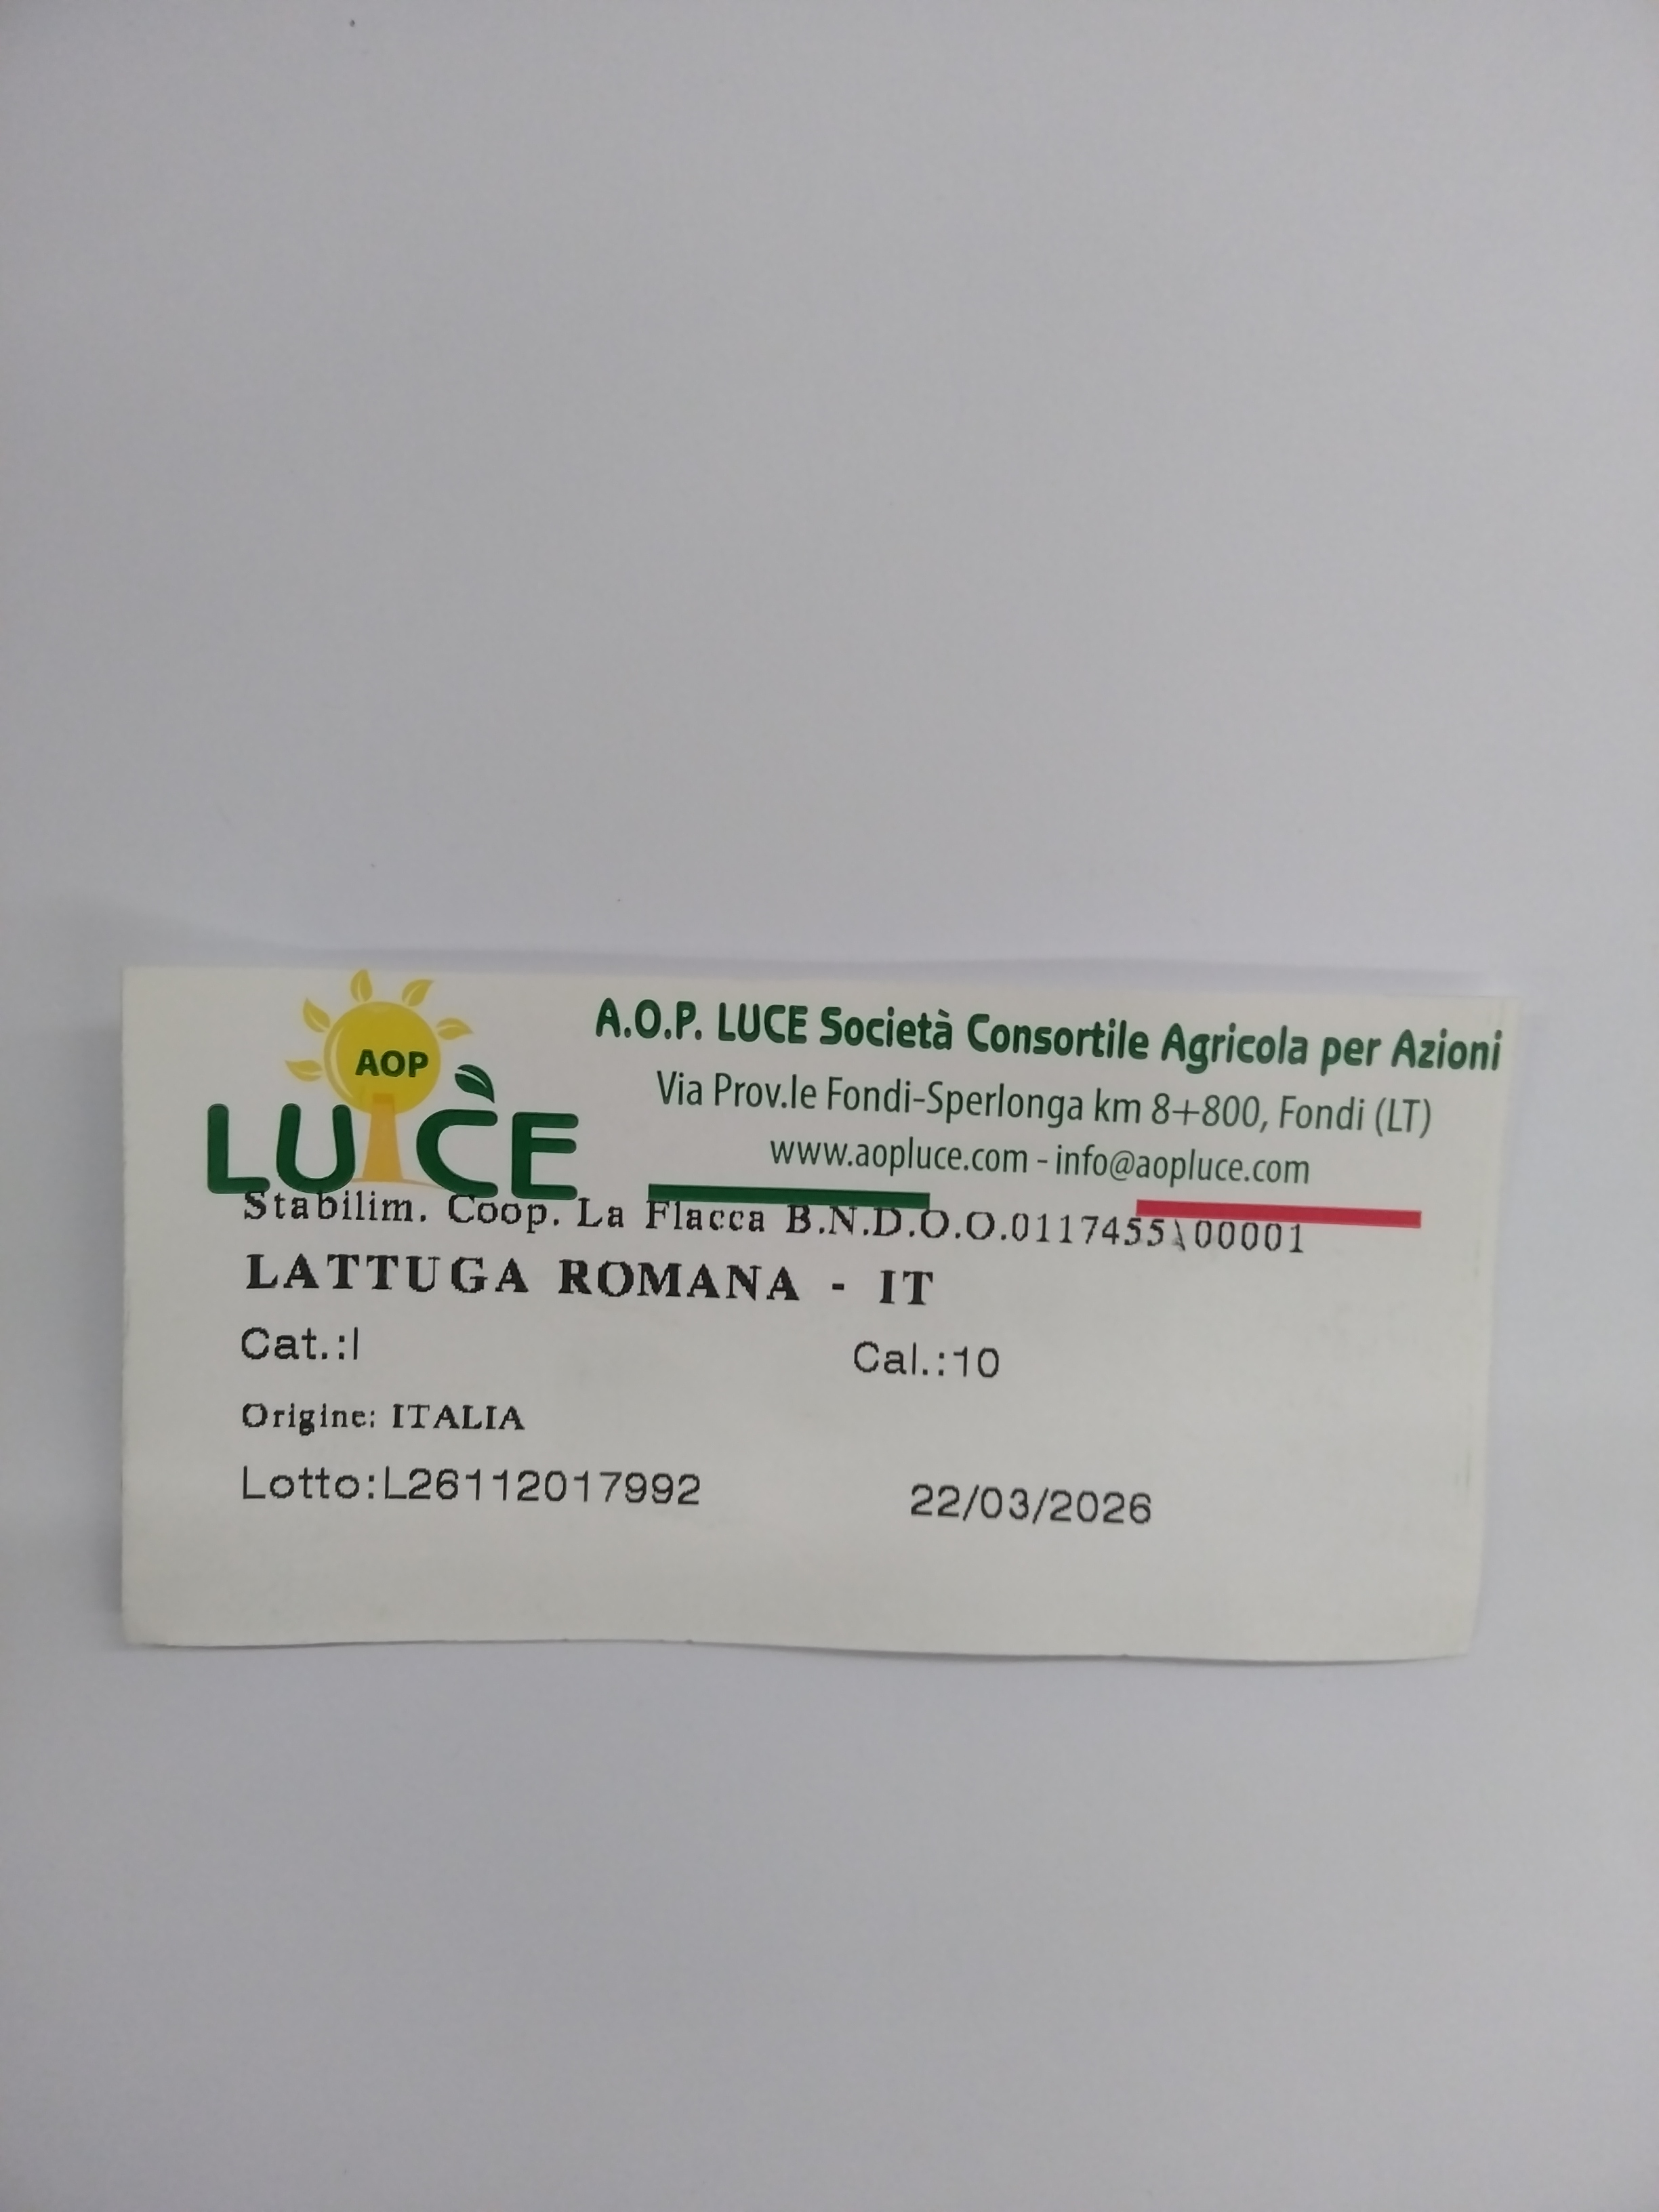 AOP
LUCE
A.O.P. LUCE Società Consortile Agricola per Azioni
Via Prov.le Fondi-Sperlonga km 8+800, Fondi (LT)
www.aopluce.com - info@aopluce.com
Stabilim. Coop. La Flacca B.N.D.O.O.0117455\00001
LATTUGA ROMANA - IT
Cat.:I Cal.:10
Origine: ITALIA
Lotto:L26112017992 22/03/2026